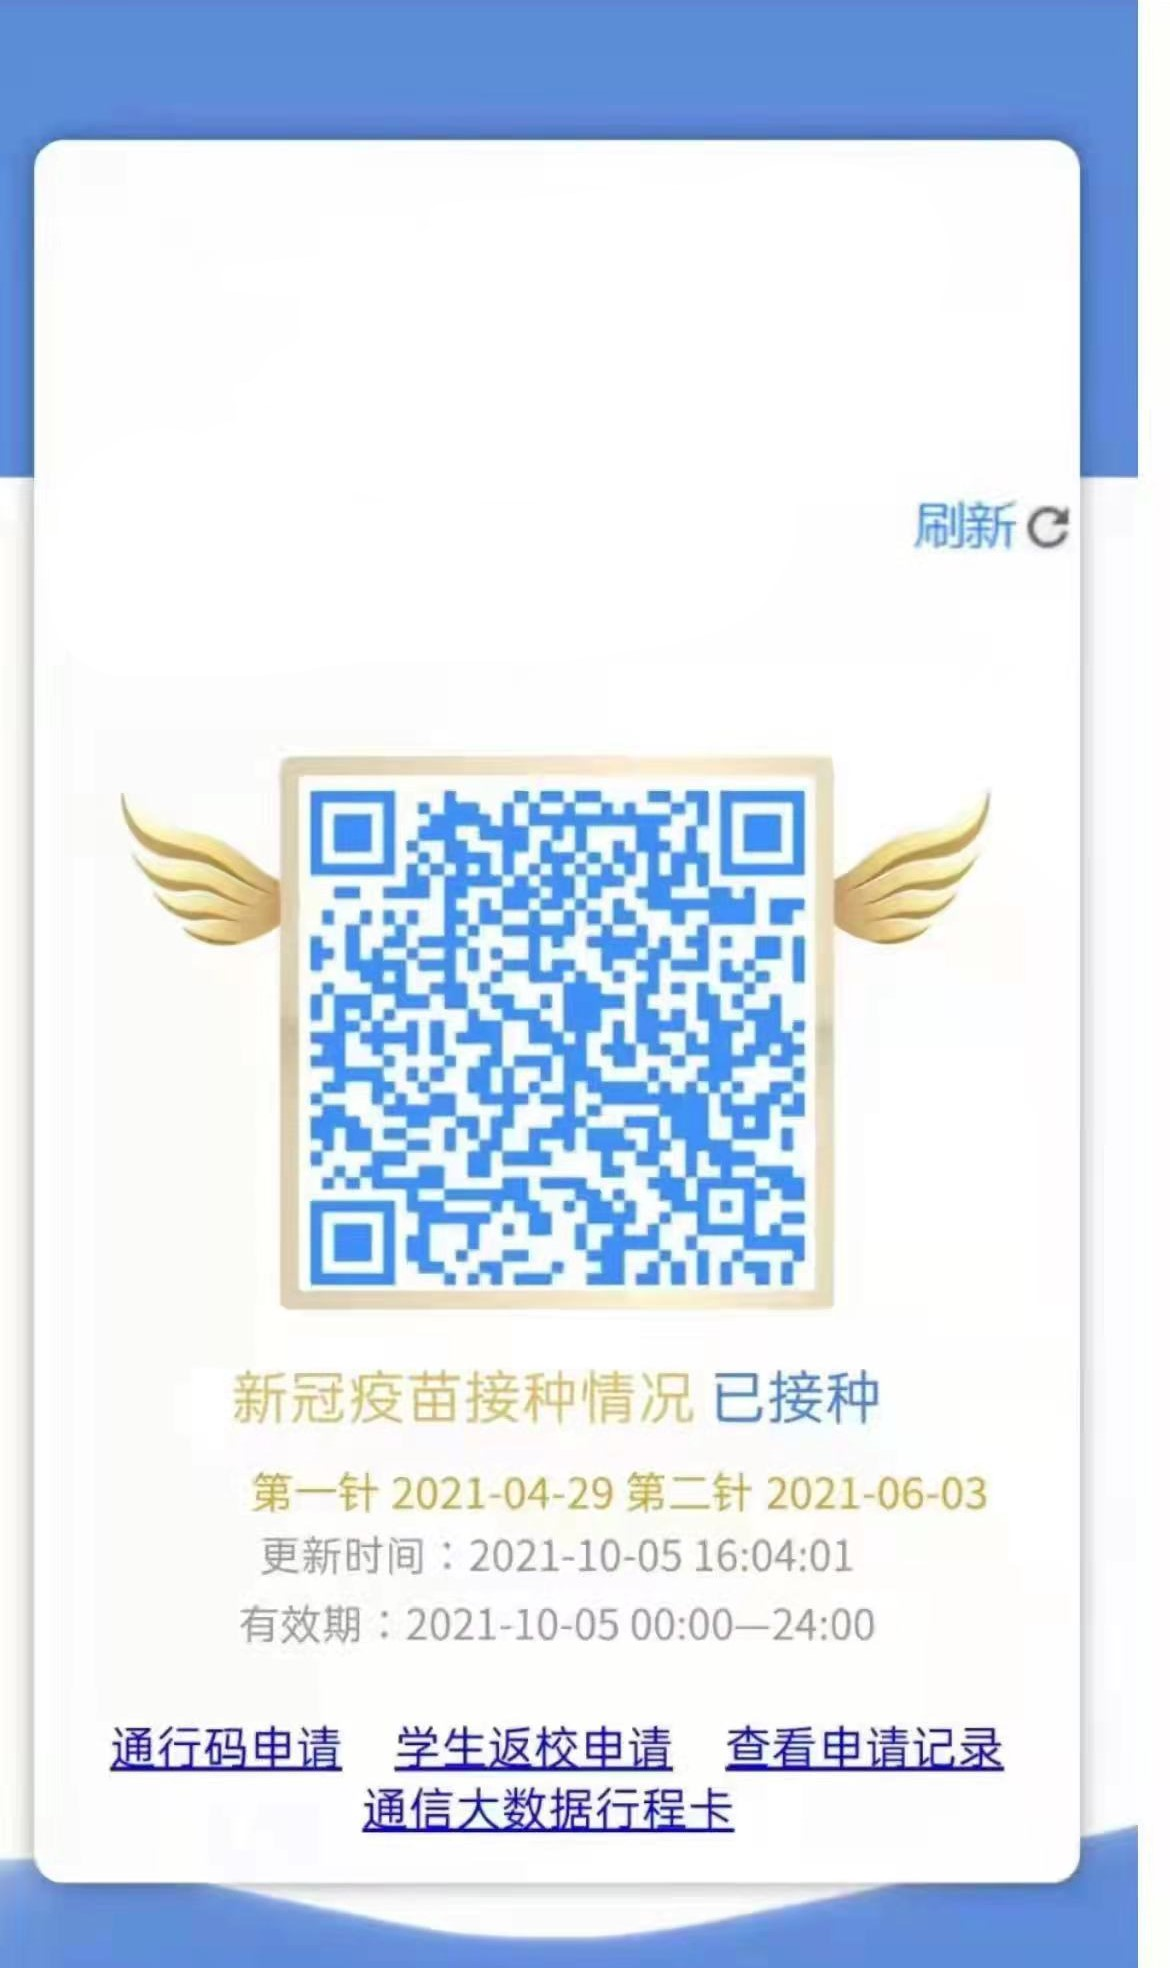 刷新
新冠疫苗接种情况 已接种
第一针 2021-04-29 第二针 2021-06-03
更新时间：2021-10-05 16:04:01
有效期：2021-10-05 00:00—24:00
通行码申请 学生返校申请 查看申请记录
通信大数据行程卡